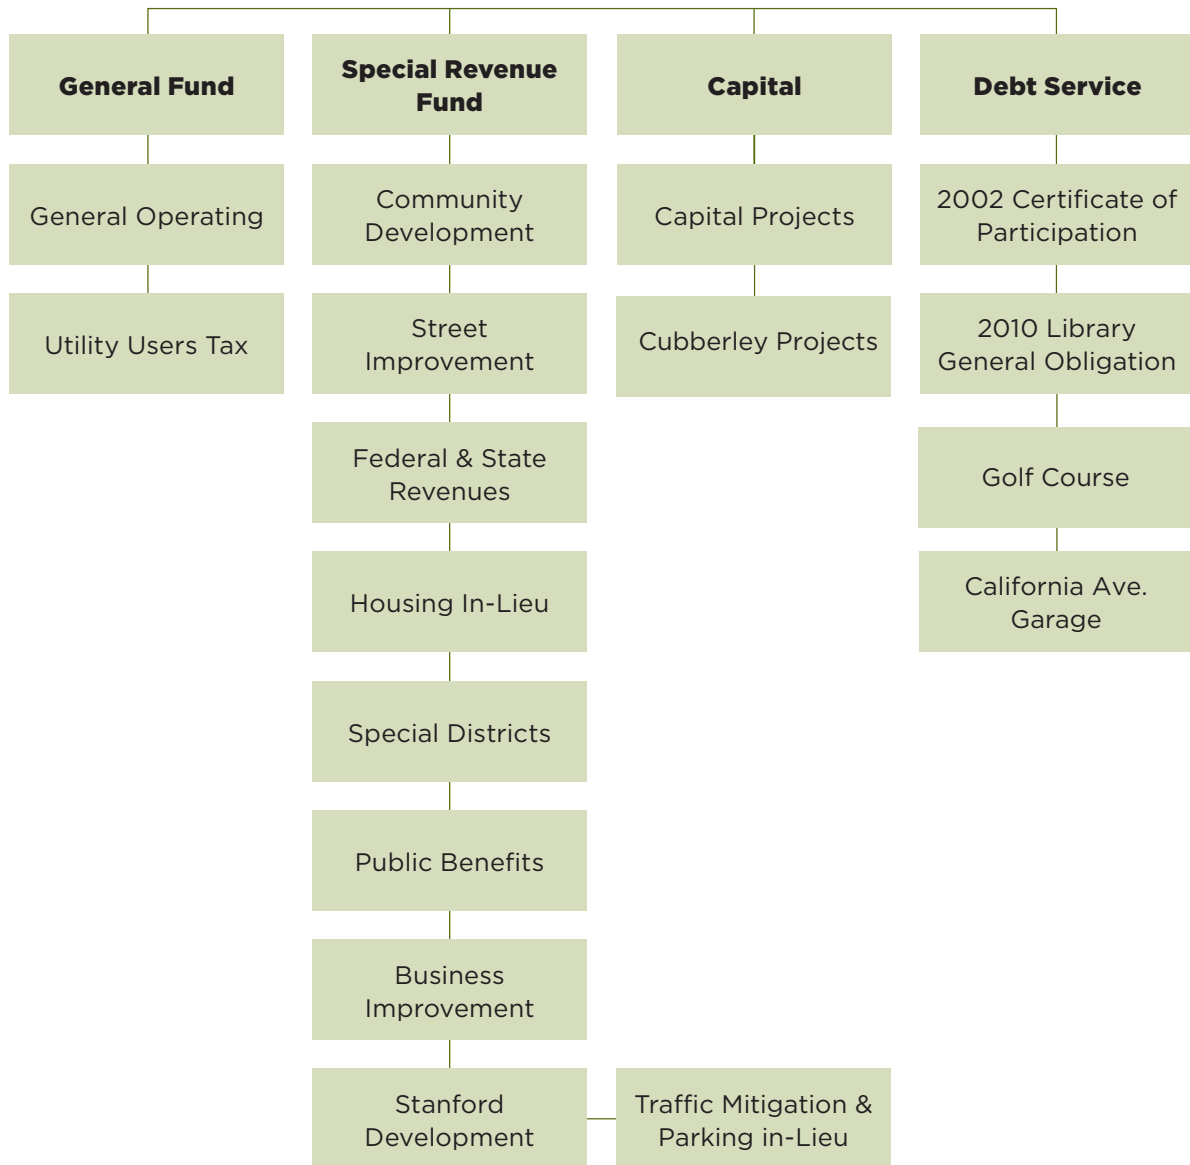 General Fund
General Operating
Utility Users Tax
Special Revenue
Fund
Community
Development
Street
Improvement
Federal & State
Revenues
Housing In-Lieu
Special Districts
Public Benefits
Business
Improvement
Stanford
Development
Traffic Mitigation &
Parking in-Lieu
Capital
Capital Projects
Cubberley Projects
Debt Service
2002 Certificate of
Participation
2010 Library
General Obligation
Golf Course
California Ave.
Garage